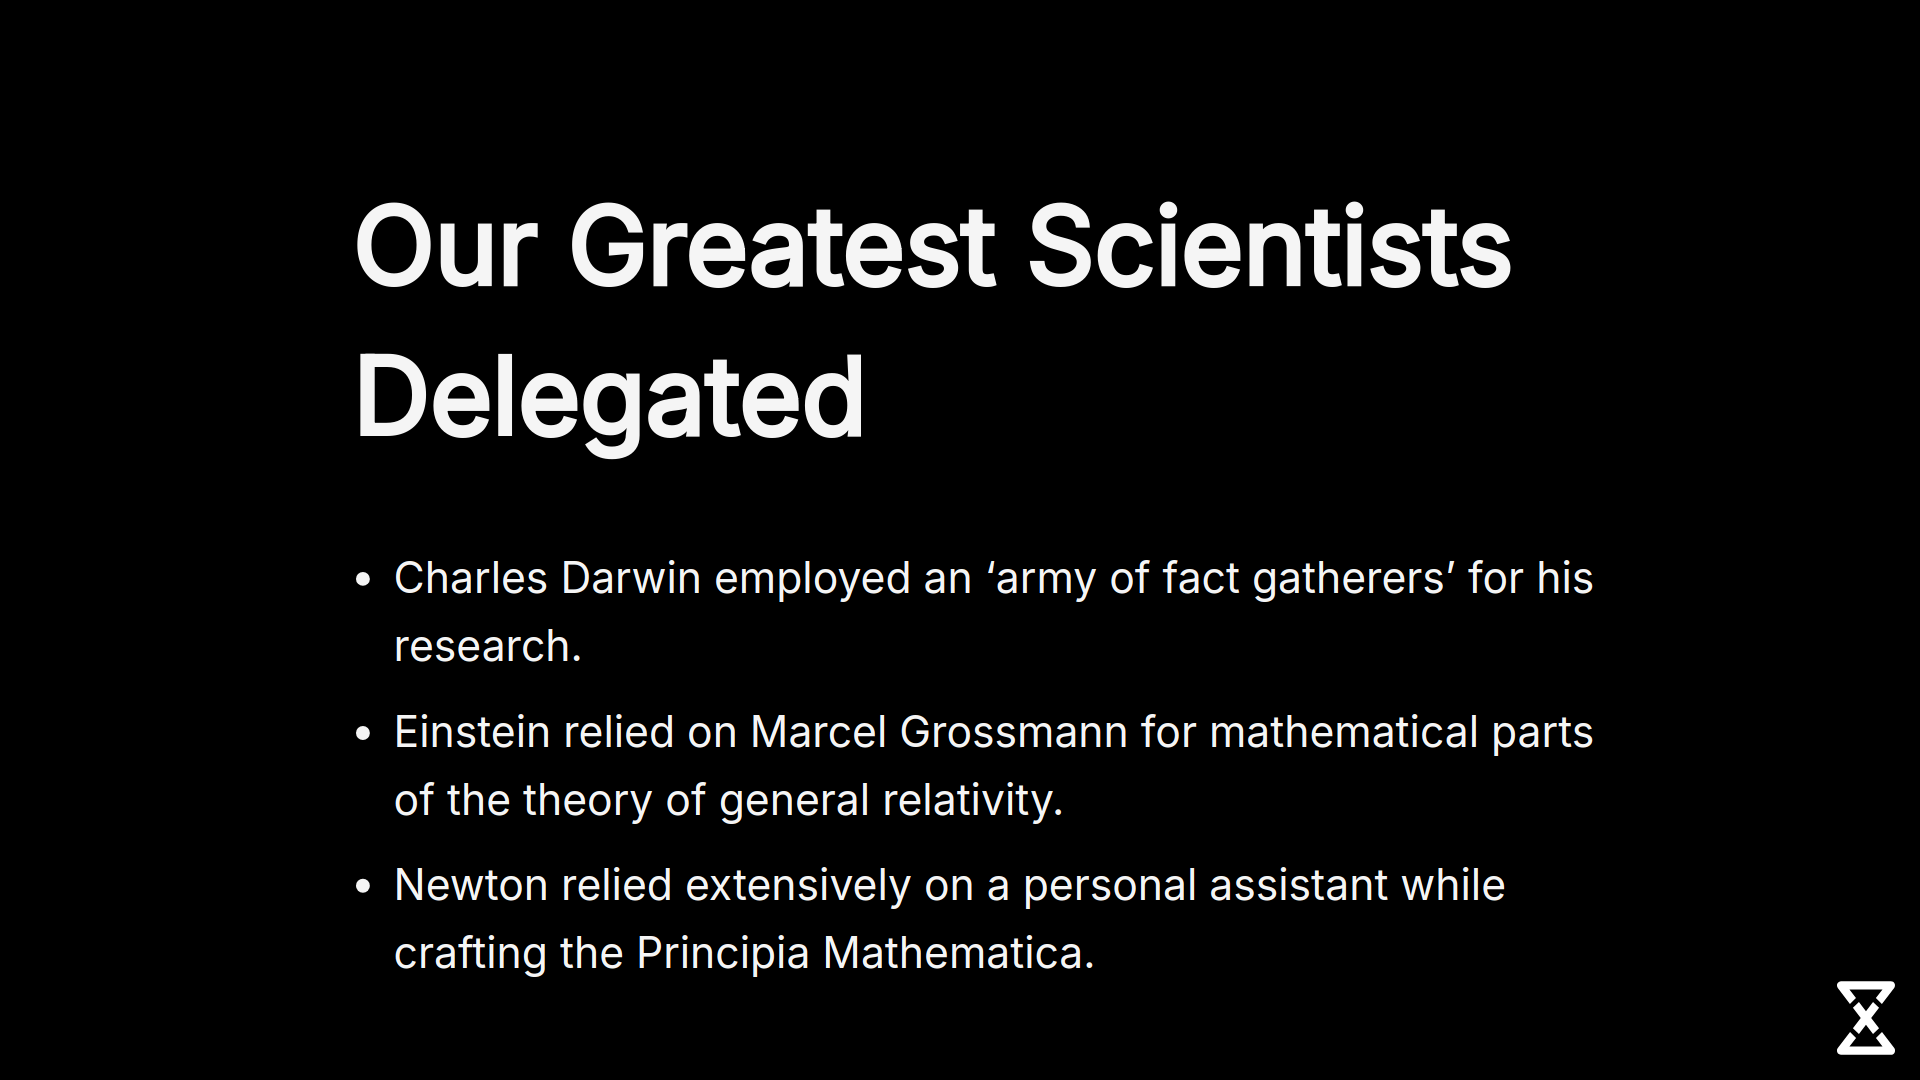 Our Greatest Scientists
Delegated
• Charles Darwin employed an ‘army of fact gatherers’ for his
research.
• Einstein relied on Marcel Grossmann for mathematical parts
of the theory of general relativity.
• Newton relied extensively on a personal assistant while
crafting the Principia Mathematica.